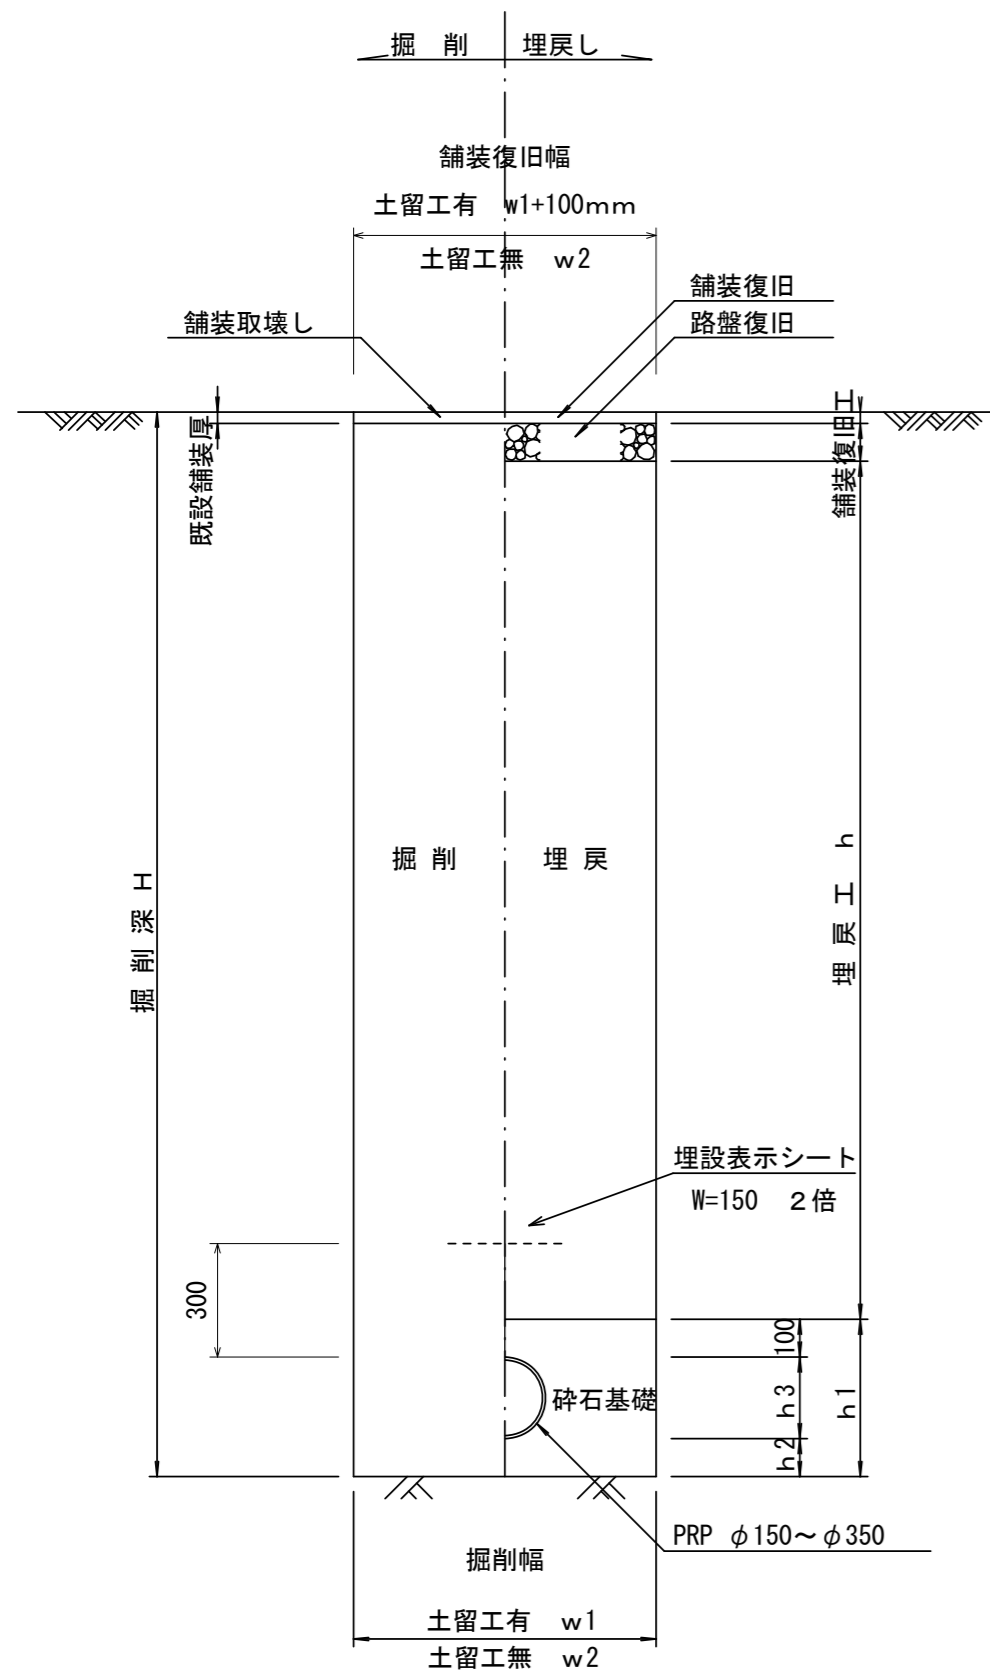 掘 削 埋戻し
舗装復旧幅
土留工有 w1+100mm
土留工無 w2
舗装復旧
舗装取壊し
路盤復旧
既設舗装厚
舗装復旧工
掘削
埋戻
掘削深 H
埋戻工 h
埋設表示シート
W=150 2倍
300
100
砕石基礎
h3
h1
h2
PRP φ150~φ350
掘削幅
土留工有 w1
土留工無 w2